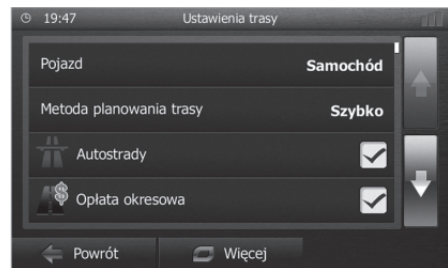 19:47 Ustawienia trasy
Pojazd Samochód
Metoda planowania trasy Szybko
Autostrady
Opłata okresowa
Powrót Więcej